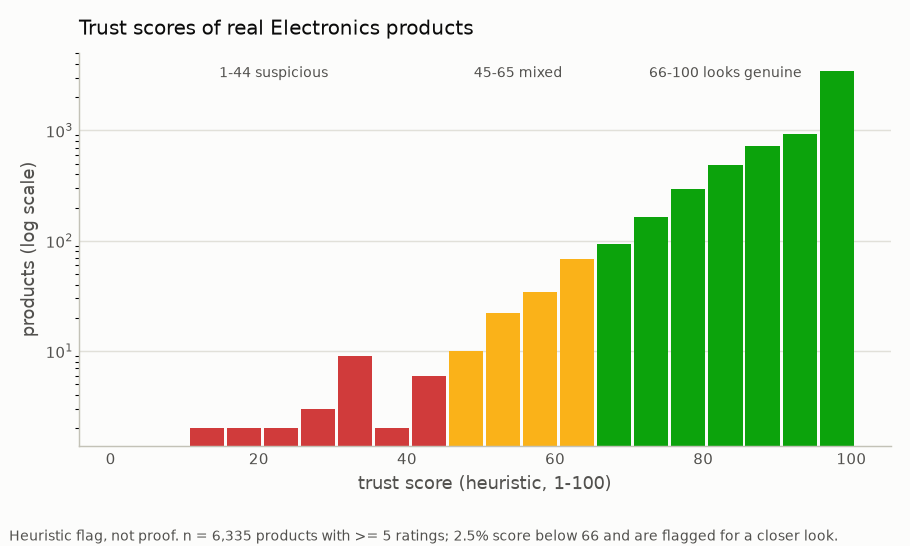 Trust scores of real Electronics products
1-44 suspicious
45-65 mixed
66-100 looks genuine
products (log scale)
10³
10²
10¹
0
20
40
60
80
100
trust score (heuristic, 1-100)
Heuristic flag, not proof. n = 6,335 products with >= 5 ratings; 2.5% score below 66 and are flagged for a closer look.